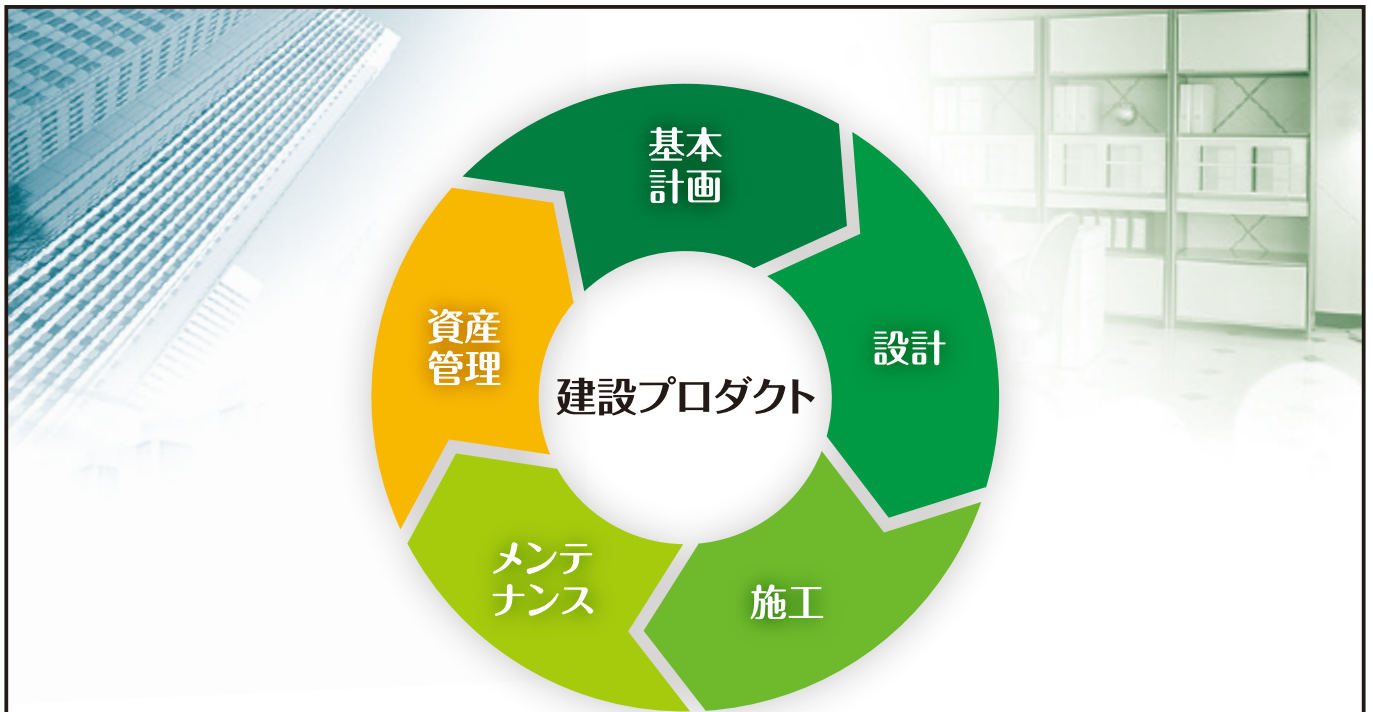 基本
計画
設計
施工
メンテ
ナンス
資産
管理
建設プロダクト